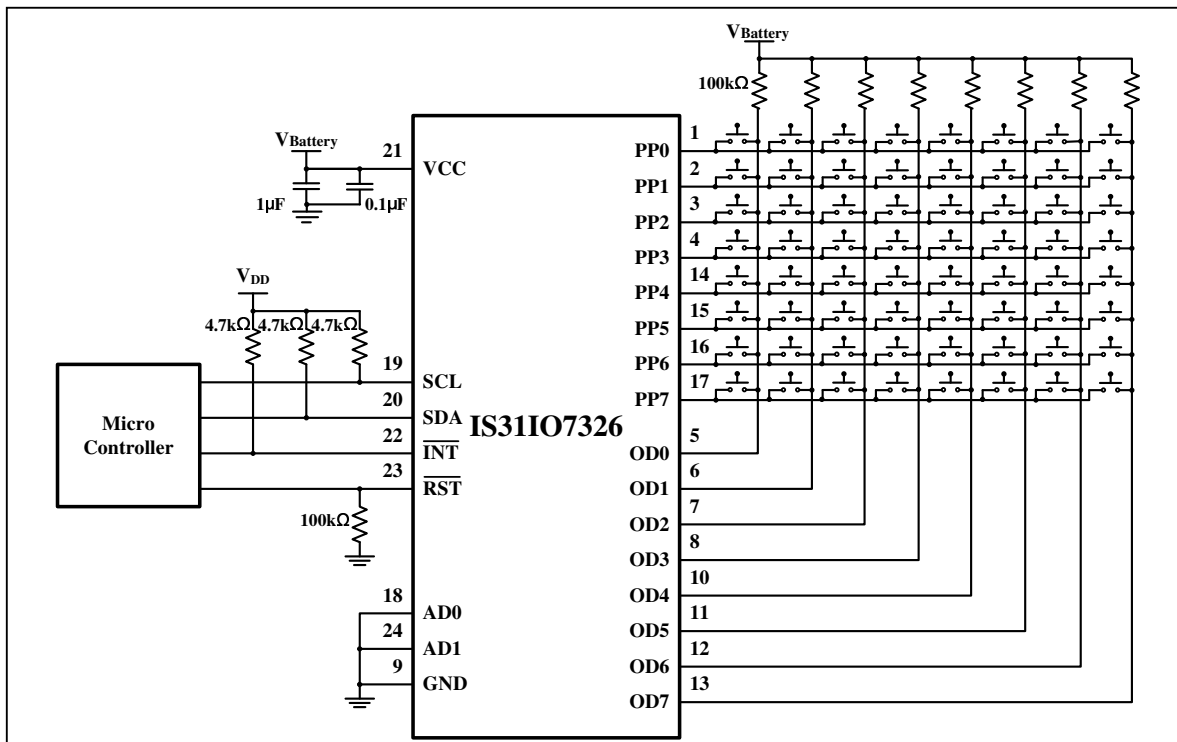 V_Battery
100kΩ
V_Battery
1µF
0.1µF
V_DD
4.7kΩ 4.7kΩ 4.7kΩ
Micro
Controller
100kΩ
IS31IO7326
21 VCC
19 SCL
20 SDA
22 INT
23 RST
18 AD0
24 AD1
9 GND
PP0 1
PP1 2
PP2 3
PP3 4
PP4 14
PP5 15
PP6 16
PP7 17
OD0 5
OD1 6
OD2 7
OD3 8
OD4 10
OD5 11
OD6 12
OD7 13